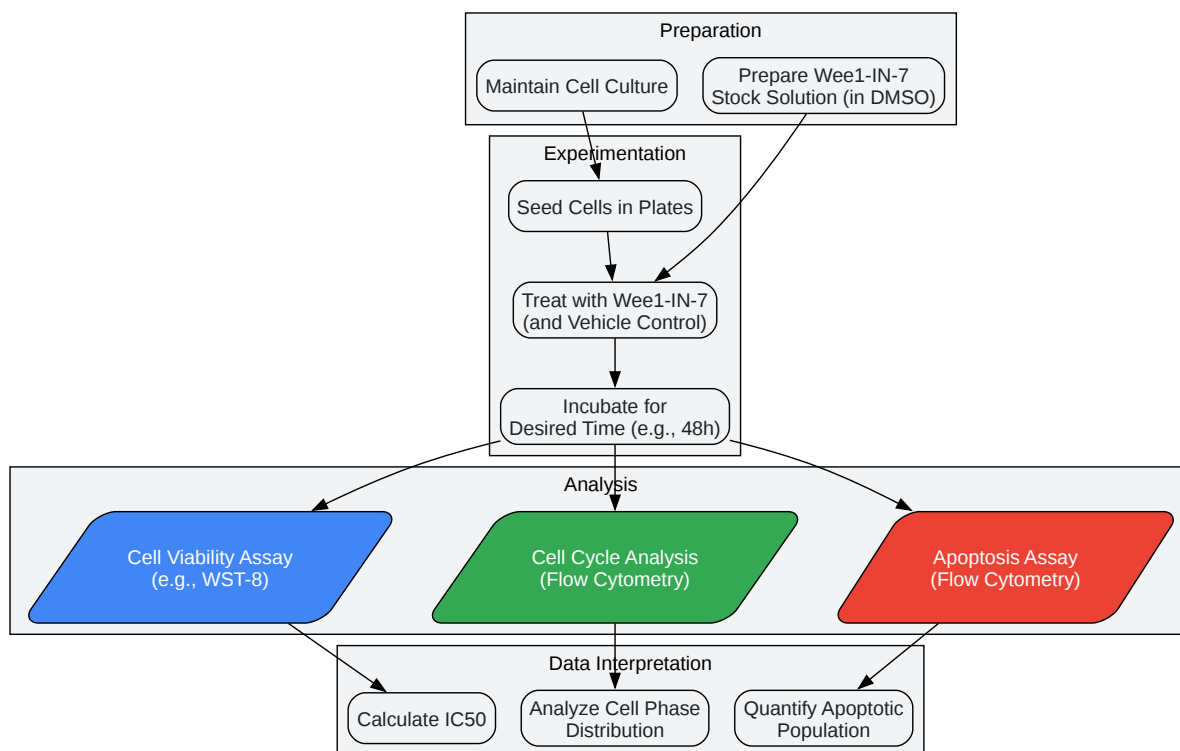 Preparation
Maintain Cell Culture
Prepare Wee1-IN-7
Stock Solution (in DMSO)
Experimentation
Seed Cells in Plates
Treat with Wee1-IN-7
(and Vehicle Control)
Incubate for
Desired Time (e.g., 48h)
Analysis
Cell Viability Assay
(e.g., WST-8)
Cell Cycle Analysis
(Flow Cytometry)
Apoptosis Assay
(Flow Cytometry)
Data Interpretation
Calculate IC50
Analyze Cell Phase
Distribution
Quantify Apoptotic
Population